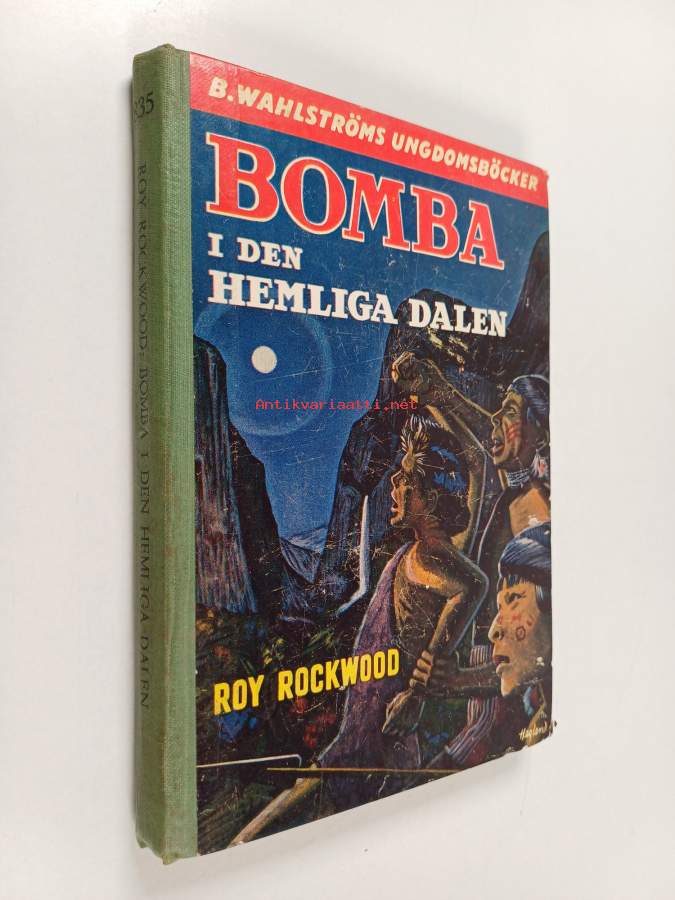 B. WAHLSTRÖMS UNGDOMSBÖCKER
BOMBA
I DEN
HEMLIGA DALEN
Antikvariaatti.net
ROY ROCKWOOD
ROY ROCKWOOD: BOMBA I DEN HEMLIGA DALEN